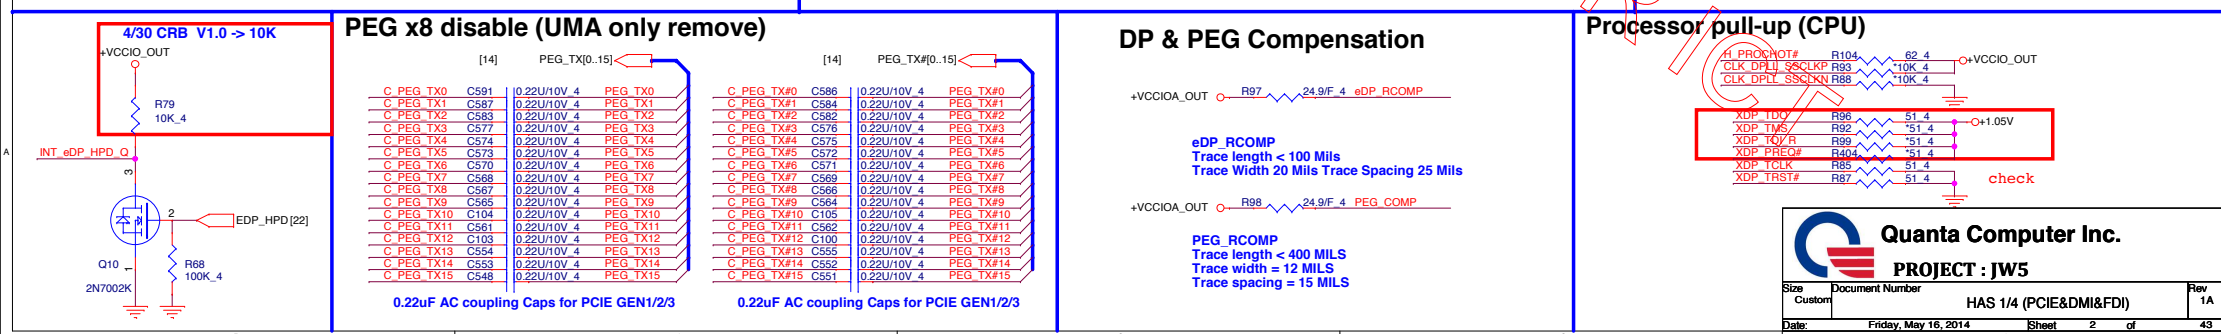 4/30 CRB V1.0 -> 10K
+VCCIO_OUT
R79
10K_4
A
INT_eDP_HPD_Q
3
2
EDP_HPD[22]
Q10
1
2N7002K
R68
100K_4
PEG x8 disable (UMA only remove)
[14] PEG_TX[0..15]
C_PEG_TX0 C591 0.22U/10V_4 PEG_TX0
C_PEG_TX1 C587 0.22U/10V_4 PEG_TX1
C_PEG_TX2 C583 0.22U/10V_4 PEG_TX2
C_PEG_TX3 C577 0.22U/10V_4 PEG_TX3
C_PEG_TX4 C574 0.22U/10V_4 PEG_TX4
C_PEG_TX5 C573 0.22U/10V_4 PEG_TX5
C_PEG_TX6 C570 0.22U/10V_4 PEG_TX6
C_PEG_TX7 C568 0.22U/10V_4 PEG_TX7
C_PEG_TX8 C567 0.22U/10V_4 PEG_TX8
C_PEG_TX9 C565 0.22U/10V_4 PEG_TX9
C_PEG_TX10 C104 0.22U/10V_4 PEG_TX10
C_PEG_TX11 C561 0.22U/10V_4 PEG_TX11
C_PEG_TX12 C103 0.22U/10V_4 PEG_TX12
C_PEG_TX13 C554 0.22U/10V_4 PEG_TX13
C_PEG_TX14 C553 0.22U/10V_4 PEG_TX14
C_PEG_TX15 C548 0.22U/10V_4 PEG_TX15
0.22uF AC coupling Caps for PCIE GEN1/2/3
[14] PEG_TX#[0..15]
C_PEG_TX#0 C586 0.22U/10V_4 PEG_TX#0
C_PEG_TX#1 C584 0.22U/10V_4 PEG_TX#1
C_PEG_TX#2 C582 0.22U/10V_4 PEG_TX#2
C_PEG_TX#3 C576 0.22U/10V_4 PEG_TX#3
C_PEG_TX#4 C575 0.22U/10V_4 PEG_TX#4
C_PEG_TX#5 C572 0.22U/10V_4 PEG_TX#5
C_PEG_TX#6 C571 0.22U/10V_4 PEG_TX#6
C_PEG_TX#7 C569 0.22U/10V_4 PEG_TX#7
C_PEG_TX#8 C566 0.22U/10V_4 PEG_TX#8
C_PEG_TX#9 C564 0.22U/10V_4 PEG_TX#9
C_PEG_TX#10 C105 0.22U/10V_4 PEG_TX#10
C_PEG_TX#11 C562 0.22U/10V_4 PEG_TX#11
C_PEG_TX#12 C100 0.22U/10V_4 PEG_TX#12
C_PEG_TX#13 C555 0.22U/10V_4 PEG_TX#13
C_PEG_TX#14 C552 0.22U/10V_4 PEG_TX#14
C_PEG_TX#15 C551 0.22U/10V_4 PEG_TX#15
0.22uF AC coupling Caps for PCIE GEN1/2/3
DP & PEG Compensation
+VCCIOA_OUT R97 24.9/F_4 eDP_RCOMP
eDP_RCOMP
Trace length < 100 Mils
Trace Width 20 Mils Trace Spacing 25 Mils
+VCCIOA_OUT R98 24.9/F_4 PEG_COMP
PEG_RCOMP
Trace length < 400 MILS
Trace width = 12 MILS
Trace spacing = 15 MILS
Processor pull-up (CPU)
H_PROCHOT# R104 62_4 +VCCIO_OUT
CLK_DPLL_SSCLKP R93 *10K_4
CLK_DPLL_SSCLKN R88 *10K_4
XDP_TDO R96 51_4 +1.05V
XDP_TMS R92 *51_4
R99 *51_4
XDP_PREQ# R404 *51_4
XDP_TCLK R85 51_4
XDP_TRST# R87 51_4
check
Quanta Computer Inc.
PROJECT : JW5
Size Document Number Rev
Custom HAS 1/4 (PCIE&DMI&FDI) 1A
Date: Friday, May 16, 2014 Sheet 2 of 43